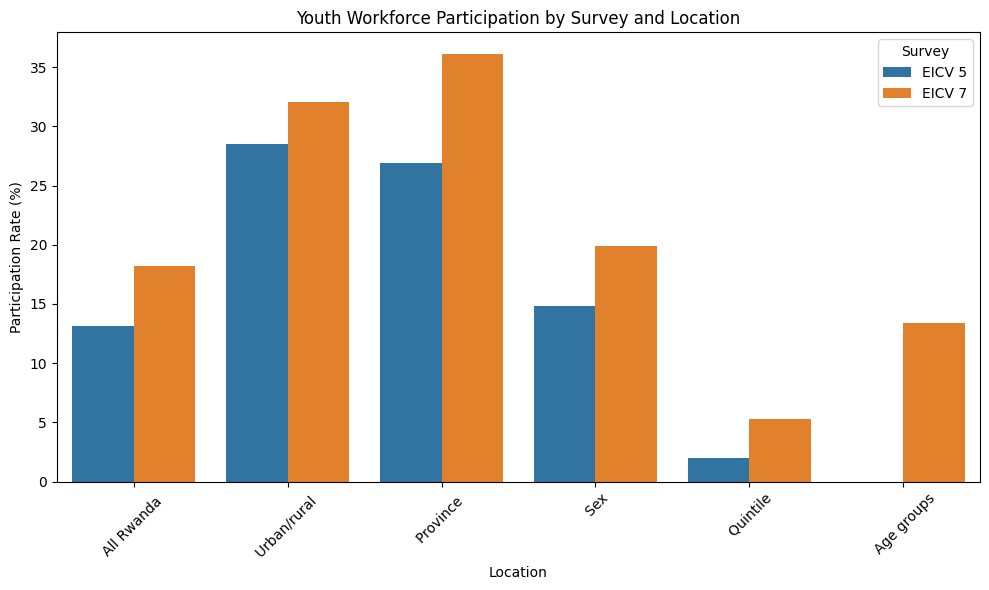 Youth Workforce Participation by Survey and Location
Survey
EICV 5
EICV 7
Participation Rate (%)
35
30
25
20
15
10
5
0
All Rwanda
Urban/rural
Province
Sex
Quintile
Age groups
Location